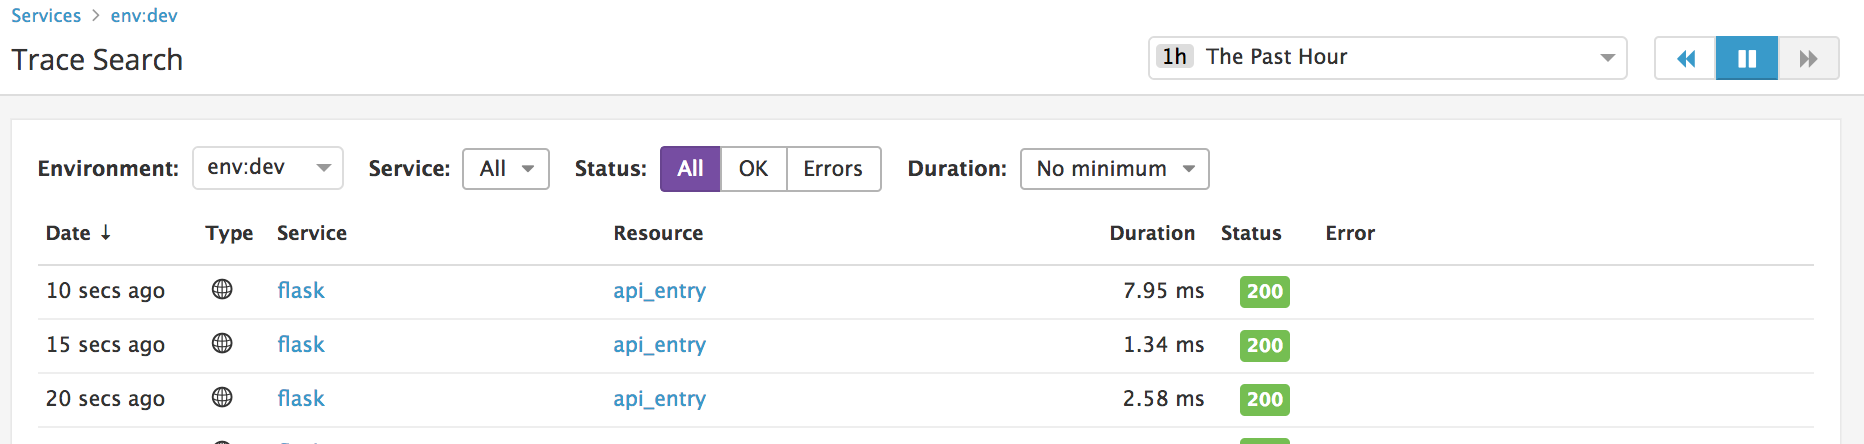 Services > env:dev
Trace Search
1h The Past Hour
Environment: env:dev Service: All Status: All OK Errors Duration: No minimum
Date ↓ Type Service Resource Duration Status Error
10 secs ago flask api_entry 7.95 ms 200
15 secs ago flask api_entry 1.34 ms 200
20 secs ago flask api_entry 2.58 ms 200